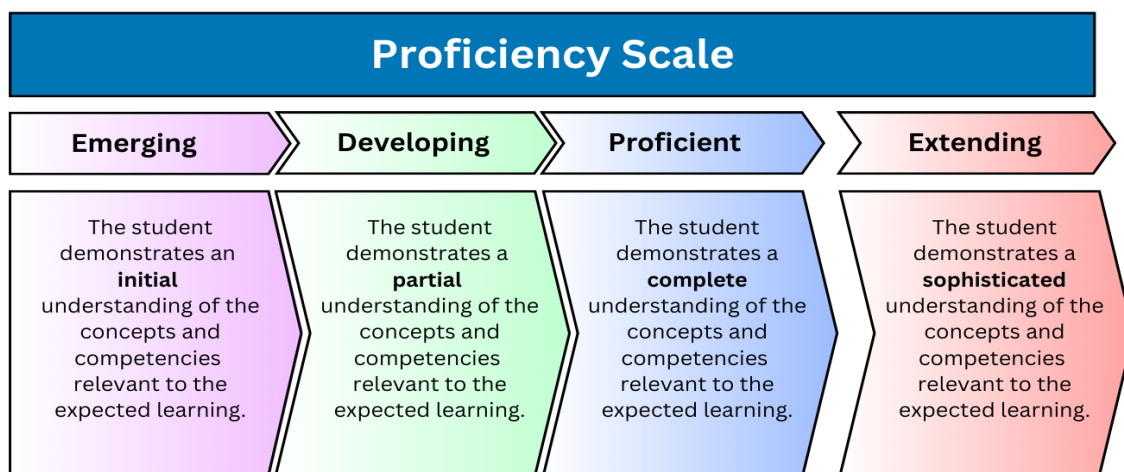 Proficiency Scale
Emerging
Developing
Proficient
Extending
The student
demonstrates an
initial
understanding of the
concepts and
competencies
relevant to the
expected learning.
The student
demonstrates a
partial
understanding of the
concepts and
competencies
relevant to the
expected learning.
The student
demonstrates a
complete
understanding of the
concepts and
competencies
relevant to the
expected learning.
The student
demonstrates a
sophisticated
understanding of the
concepts and
competencies
relevant to the
expected learning.